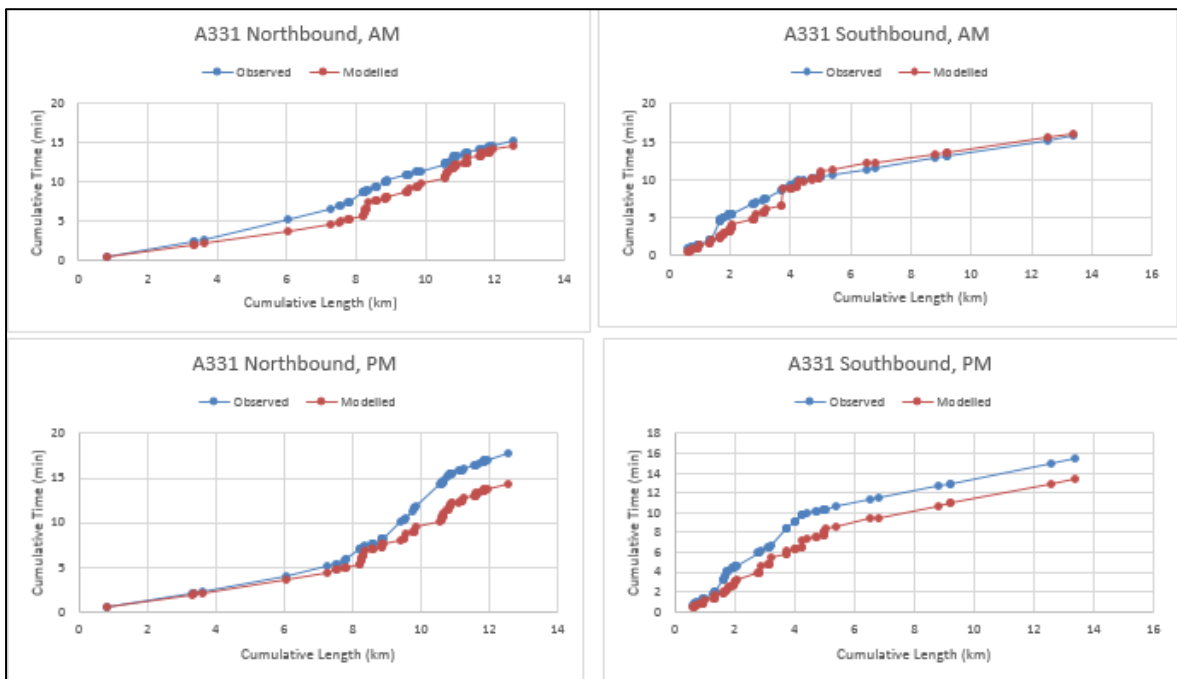 A331 Northbound, AM
Observed Modelled
Cumulative Time (min)
20
15
10
5
0
0 2 4 6 8 10 12 14
Cumulative Length (km)
A331 Southbound, AM
Observed Modelled
Cumulative Time (min)
20
15
10
5
0
0 2 4 6 8 10 12 14 16
Cumulative Length (km)
A331 Northbound, PM
Observed Modelled
Cumulative Time (min)
20
15
10
5
0
0 2 4 6 8 10 12 14
Cumulative Length (km)
A331 Southbound, PM
Observed Modelled
Cumulative Time (min)
18
16
14
12
10
8
6
4
2
0
0 2 4 6 8 10 12 14 16
Cumulative Length (km)